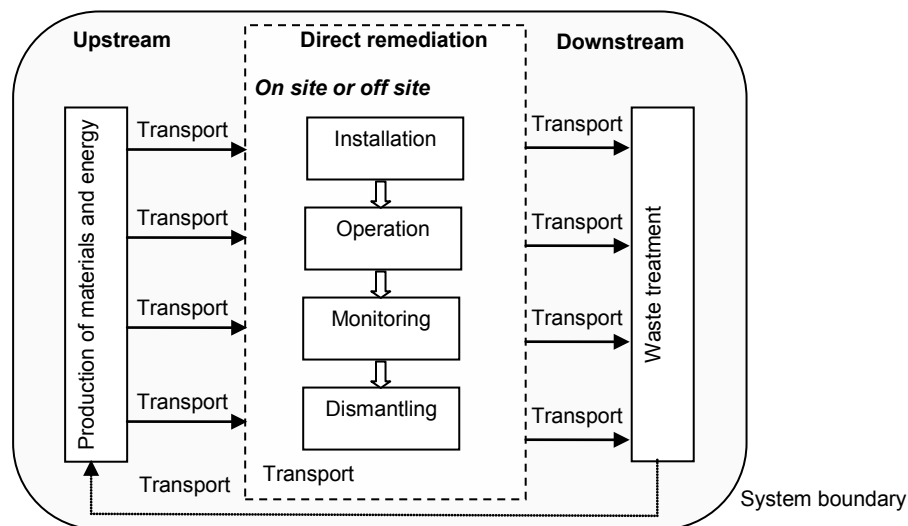 Upstream
Direct remediation
Downstream
On site or off site
Production of materials and energy
Transport
Transport
Transport
Transport
Installation
Operation
Monitoring
Dismantling
Transport
Transport
Transport
Transport
Transport
Waste treatment
Transport
System boundary